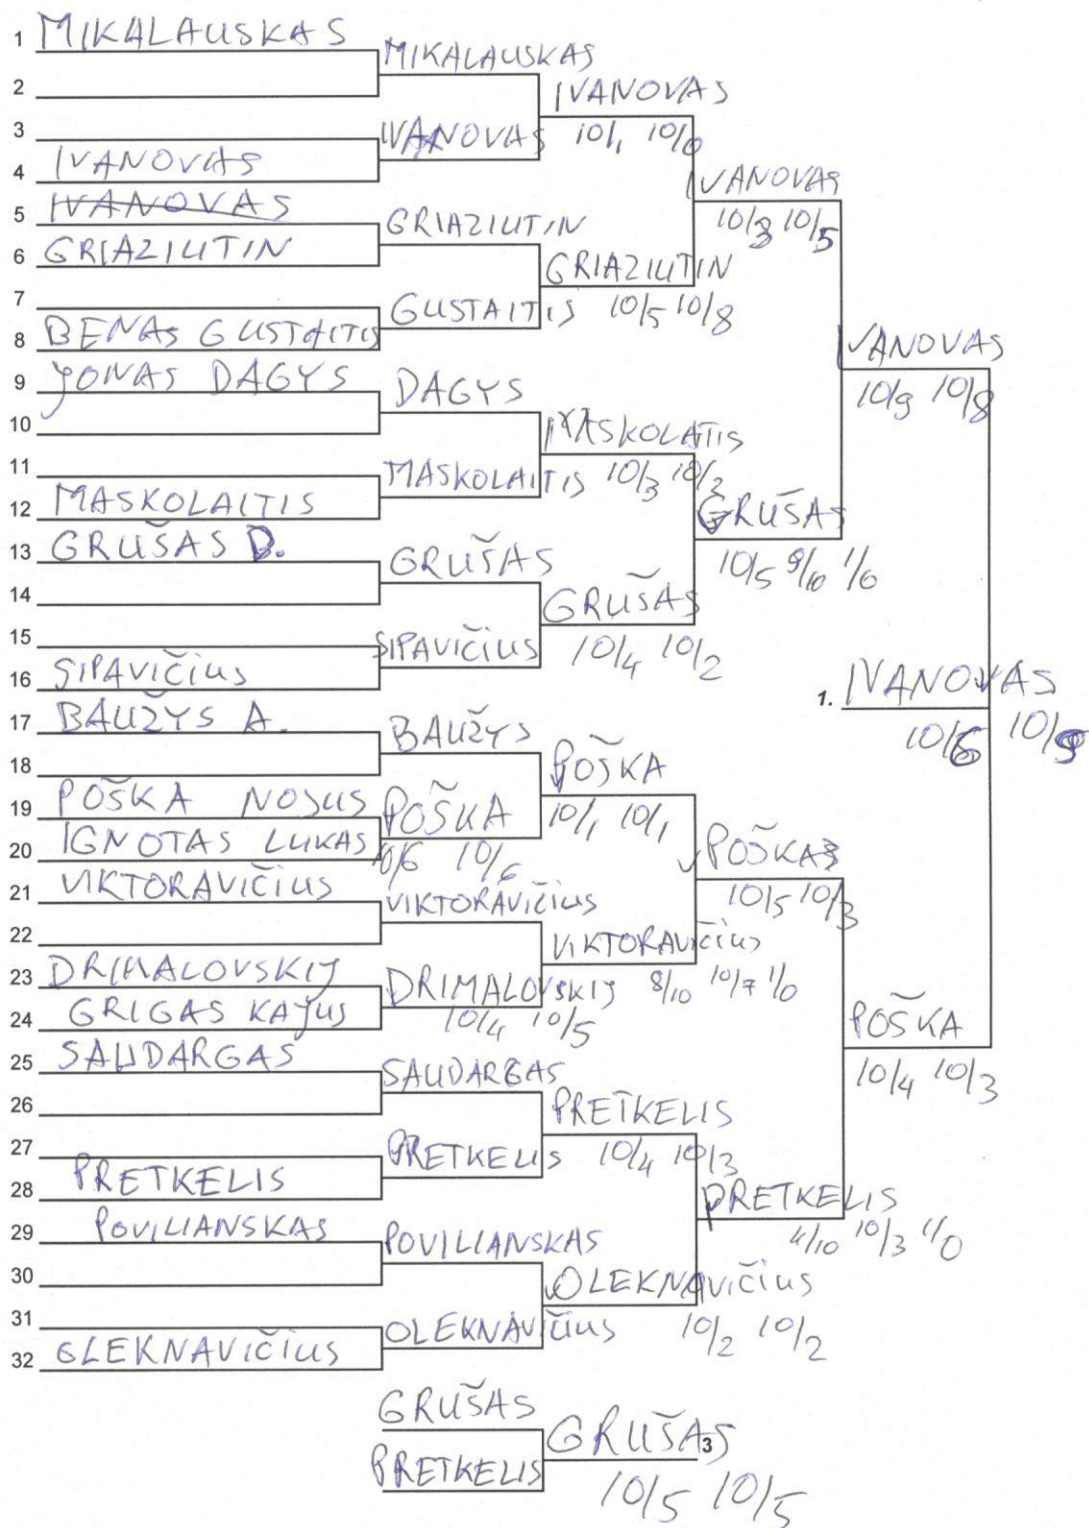 1 MIKALAUSKAS
MIKALAUSKAS
2
IVANOVAS
3
IVANOVAS 10/1 10/0
4 IVANOVAS
IVANOVAS
5 IVANOVAS
10/3 10/5
GRIAZIUTIN
6 GRIAZIUTIN
GRIAZIUTIN
7
GUSTAITIS 10/5 10/8
8 BENAS GUSTAITIS
IVANOVAS
9 JONAS DAGYS
DAGYS
10/9 10/8
10
MASKOLAITIS
11
MASKOLAITIS 10/3 10/2
12 MASKOLAITIS
GRUŠAS
13 GRUŠAS D.
GRUŠAS
10/5 9/10 1/0
14
GRUŠAS
15
SIPAVIČIUS 10/4 10/2
16 SIPAVIČIUS
1. IVANOVAS
17 BAUŽYS A.
BAUŽYS
18
POŠKA
19 POŠKA NOJUS
POŠKA
10/1 10/1
20 IGNOTAS LUKAS
10/6 10/6
POŠKA
21 VIKTORAVIČIUS
VIKTORAVIČIUS
10/5 10/3
22
VIKTORAVIČIUS
23 DRIMALOVSKIJ
DRIMALOVSKIJ
8/10 10/7 1/0
24 GRIGAS KAJUS
10/4 10/5
POŠKA
25 SAUDARGAS
SAUDARGAS
10/4 10/3
26
PRETKELIS
27
PRETKELIS 10/4 10/3
28 PRETKELIS
PRETKELIS
29 POVILIANSKAS
POVILIANSKAS
4/10 10/3 1/0
30
OLEKNAVIČIUS
31
OLEKNAVIČIUS 10/2 10/2
32 OLEKNAVIČIUS
GRUŠAS
GRUŠAS 3
PRETKELIS
10/5 10/5